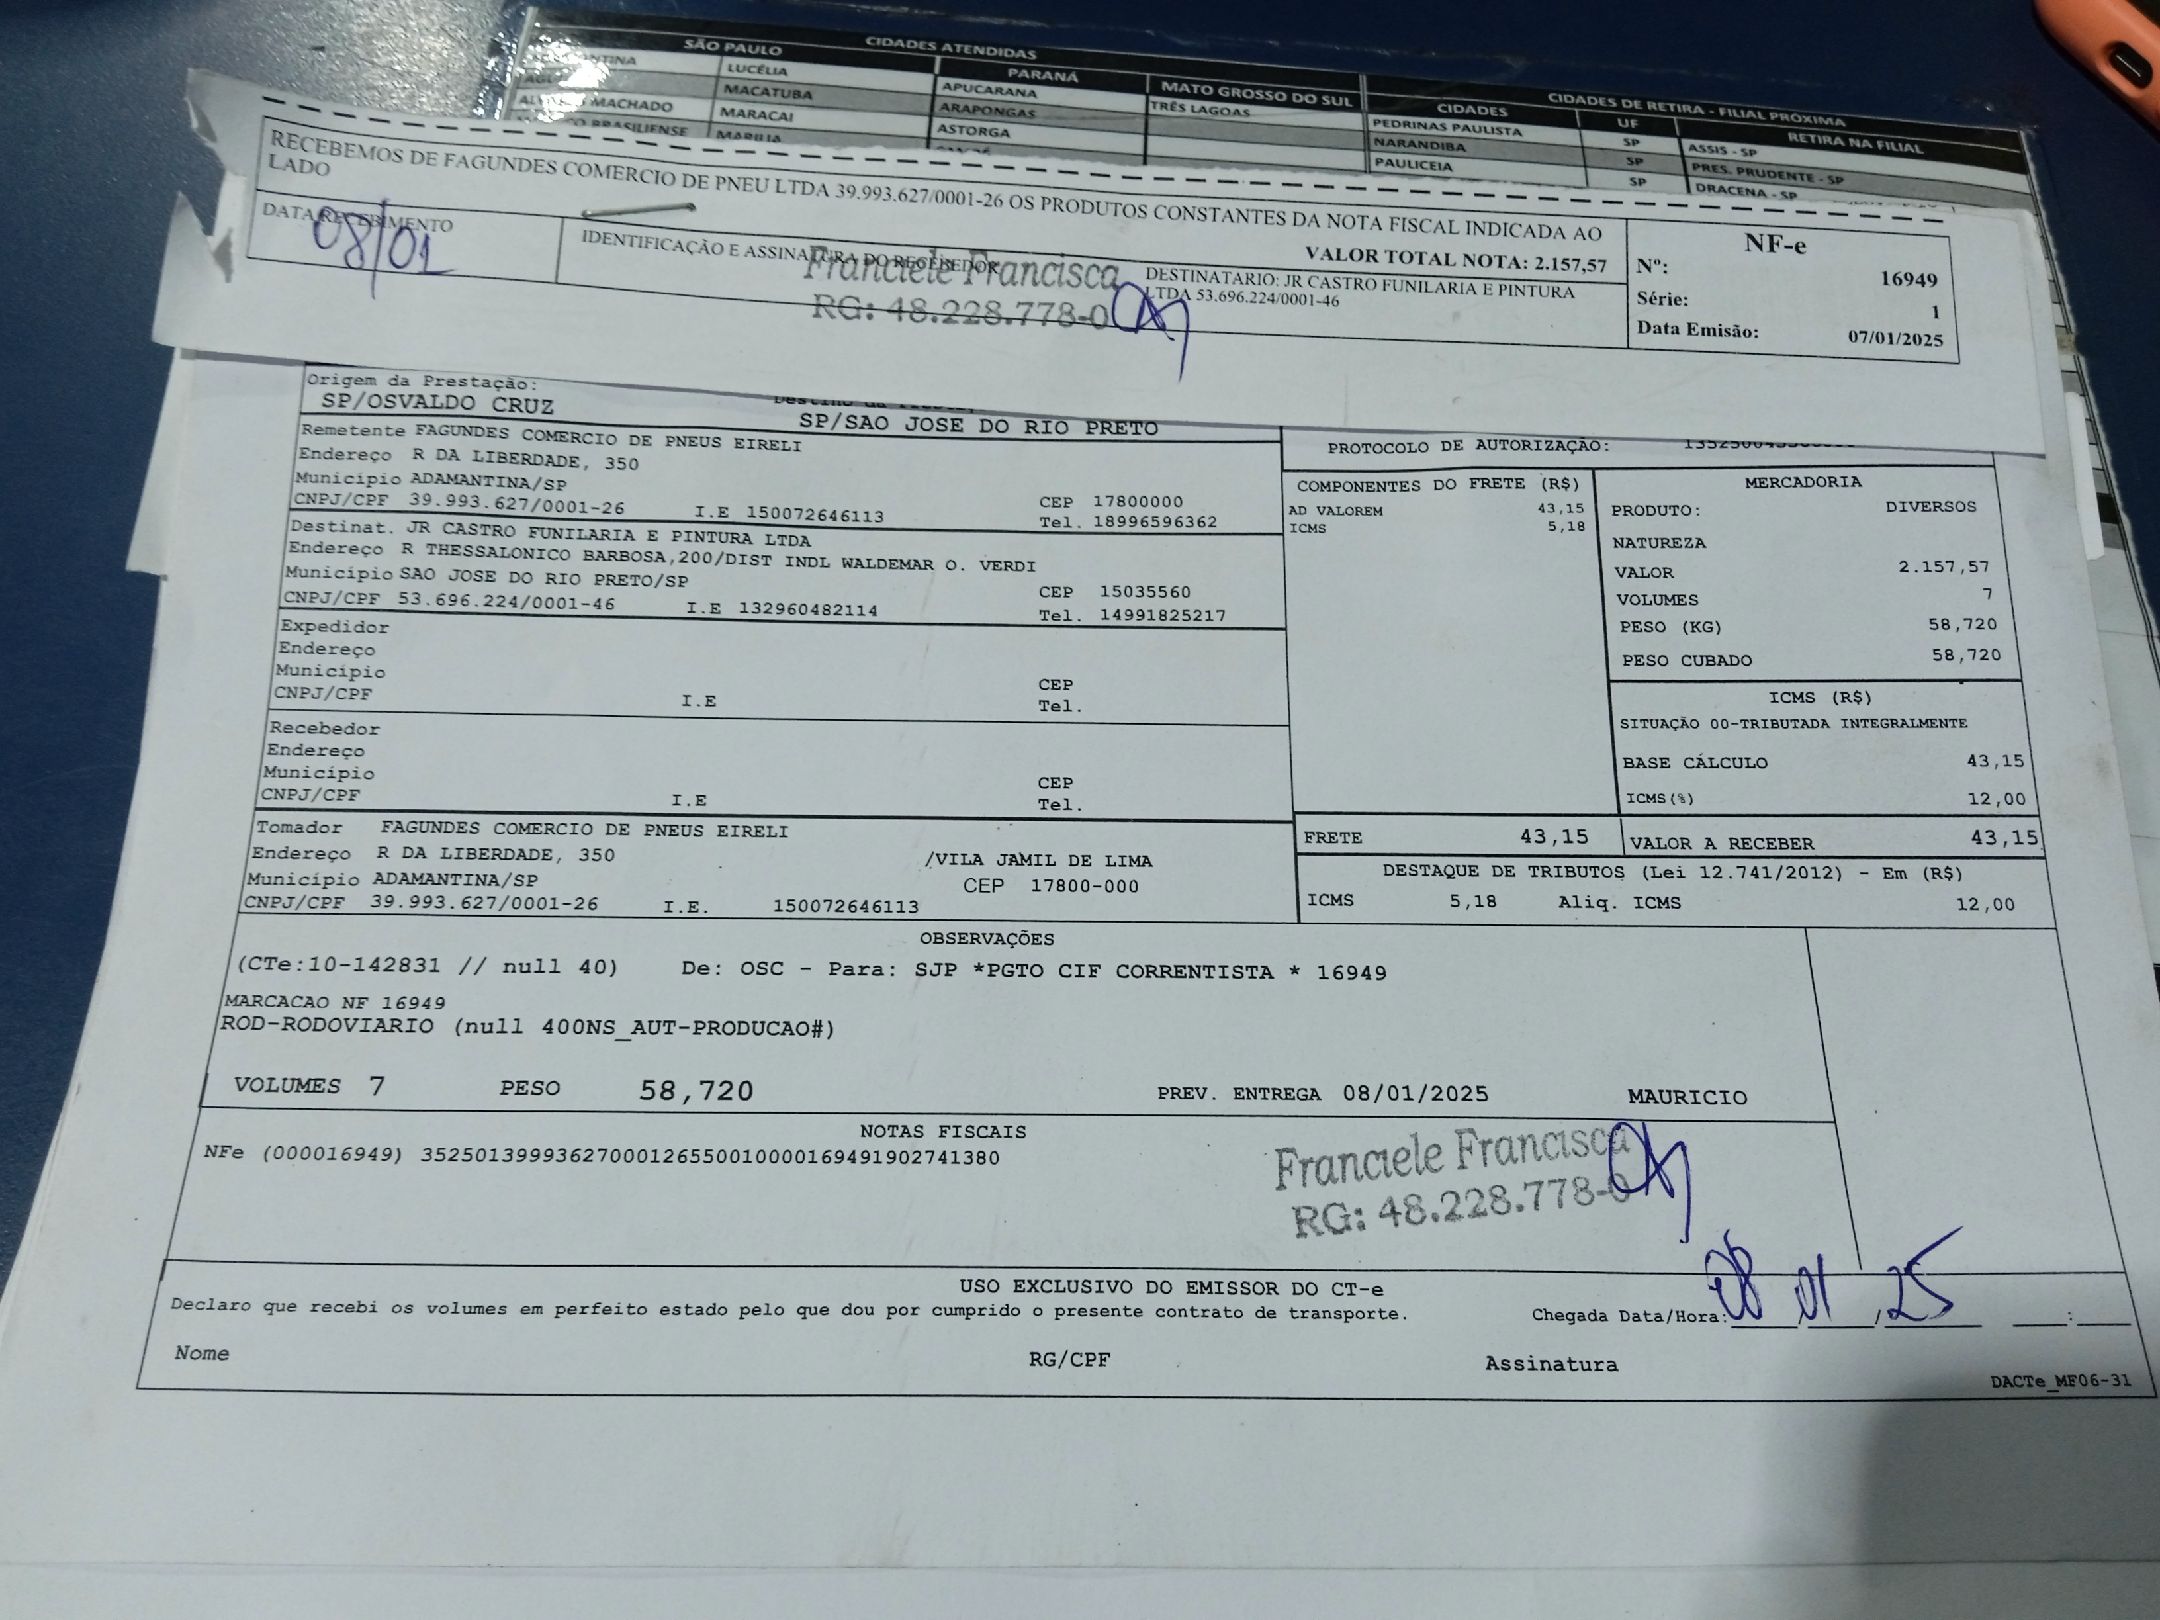 CIDADES ATENDIDAS
SÃO PAULO
PARANÁ
MATO GROSSO DO SUL
CIDADES DE RETIRA - FILIAL PRÓXIMA
CIDADES UF RETIRA NA FILIAL
LUCÉLIA APUCARANA TRÊS LAGOAS PEDRINAS PAULISTA SP ASSIS - SP
MACATUBA ARAPONGAS NARANDIBA SP PRES. PRUDENTE - SP
MACHADO MARACAI ASTORGA PAULICEIA SP DRACENA - SP
BRASILIENSE MARILIA
RECEBEMOS DE FAGUNDES COMERCIO DE PNEU LTDA 39.993.627/0001-26 OS PRODUTOS CONSTANTES DA NOTA FISCAL INDICADA AO
LADO
VALOR TOTAL NOTA: 2.157,57
DATA RECEBIMENTO
08/01
IDENTIFICAÇÃO E ASSINATURA DO RECEBEDOR
Franciele Francisca
RG: 48.228.778-0
DESTINATARIO: JR CASTRO FUNILARIA E PINTURA
LTDA 53.696.224/0001-46
NF-e
Nº: 16949
Série: 1
Data Emissão: 07/01/2025
Origem da Prestação:
SP/OSVALDO CRUZ
SP/SAO JOSE DO RIO PRETO
Remetente FAGUNDES COMERCIO DE PNEUS EIRELI
Endereço R DA LIBERDADE, 350
Município ADAMANTINA/SP CEP 17800000
CNPJ/CPF 39.993.627/0001-26 I.E 150072646113 Tel. 18996596362
Destinat. JR CASTRO FUNILARIA E PINTURA LTDA
Endereço R THESSALONICO BARBOSA,200/DIST INDL WALDEMAR O. VERDI
Município SAO JOSE DO RIO PRETO/SP CEP 15035560
CNPJ/CPF 53.696.224/0001-46 I.E 132960482114 Tel. 14991825217
Expedidor
Endereço
Município CEP
CNPJ/CPF I.E Tel.
Recebedor
Endereço
Município CEP
CNPJ/CPF I.E Tel.
Tomador FAGUNDES COMERCIO DE PNEUS EIRELI
Endereço R DA LIBERDADE, 350 /VILA JAMIL DE LIMA
Município ADAMANTINA/SP CEP 17800-000
CNPJ/CPF 39.993.627/0001-26 I.E. 150072646113
PROTOCOLO DE AUTORIZAÇÃO:
COMPONENTES DO FRETE (R$)
AD VALOREM 43,15
ICMS 5,18
MERCADORIA
PRODUTO: DIVERSOS
NATUREZA
VALOR 2.157,57
VOLUMES 7
PESO (KG) 58,720
PESO CUBADO 58,720
ICMS (R$)
SITUAÇÃO 00-TRIBUTADA INTEGRALMENTE
BASE CÁLCULO 43,15
ICMS(%) 12,00
FRETE 43,15 VALOR A RECEBER 43,15
DESTAQUE DE TRIBUTOS (Lei 12.741/2012) - Em (R$)
ICMS 5,18 Aliq. ICMS 12,00
OBSERVAÇÕES
(CTe:10-142831 // null 40) De: OSC - Para: SJP *PGTO CIF CORRENTISTA * 16949
MARCACAO NF 16949
ROD-RODOVIARIO (null 400NS_AUT-PRODUCAO#)
VOLUMES 7 PESO 58,720 PREV. ENTREGA 08/01/2025 MAURICIO
NOTAS FISCAIS
NFe (000016949) 35250139993627000126550010000169491902741380
Franciele Francisca
RG: 48.228.778-0
USO EXCLUSIVO DO EMISSOR DO CT-e
Declaro que recebi os volumes em perfeito estado pelo que dou por cumprido o presente contrato de transporte. Chegada Data/Hora: 08/01/25 __:__
Nome RG/CPF Assinatura
DACTe_MF06-31